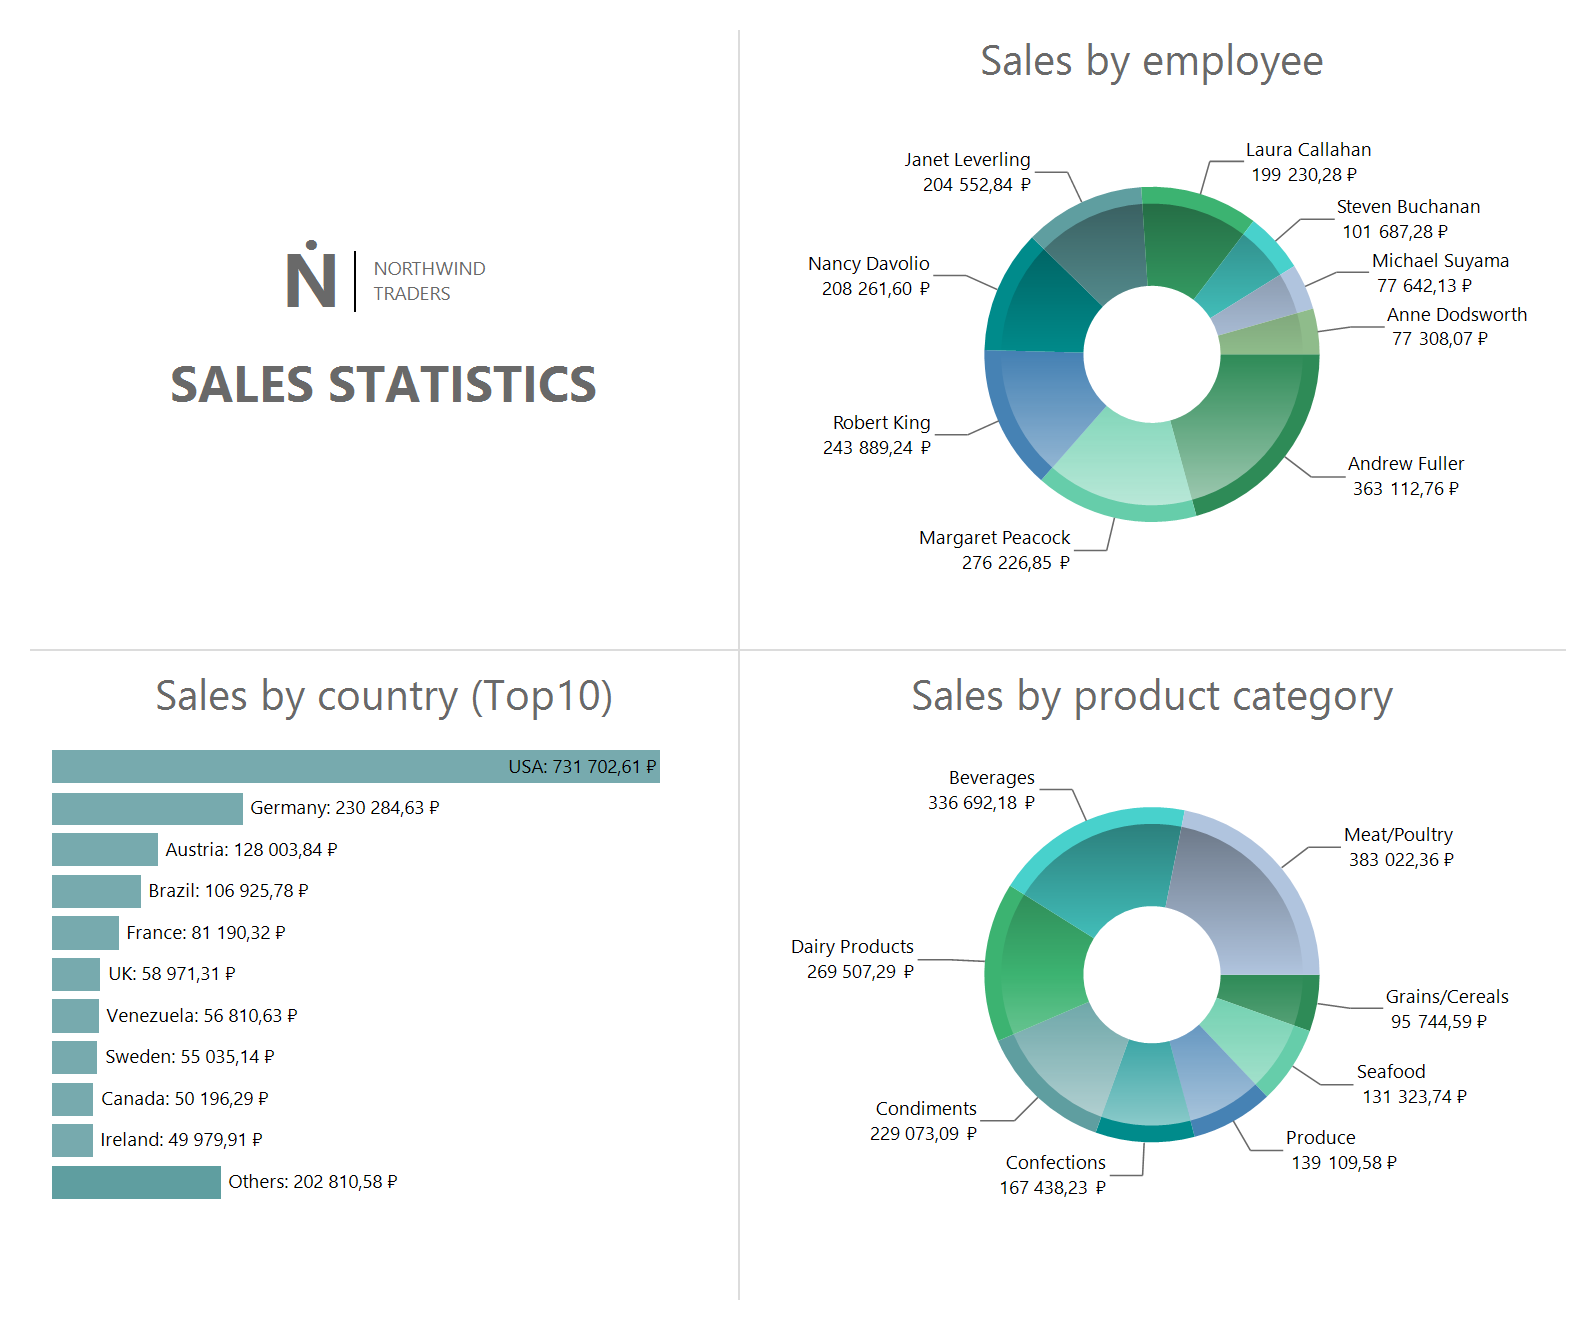 N
NORTHWIND
TRADERS
SALES STATISTICS
Sales by employee
Laura Callahan
199 230,28 ₽
Janet Leverling
204 552,84 ₽
Steven Buchanan
101 687,28 ₽
Michael Suyama
77 642,13 ₽
Nancy Davolio
208 261,60 ₽
Anne Dodsworth
77 308,07 ₽
Robert King
243 889,24 ₽
Andrew Fuller
363 112,76 ₽
Margaret Peacock
276 226,85 ₽
Sales by country (Top10)
USA: 731 702,61 ₽
Germany: 230 284,63 ₽
Austria: 128 003,84 ₽
Brazil: 106 925,78 ₽
France: 81 190,32 ₽
UK: 58 971,31 ₽
Venezuela: 56 810,63 ₽
Sweden: 55 035,14 ₽
Canada: 50 196,29 ₽
Ireland: 49 979,91 ₽
Others: 202 810,58 ₽
Sales by product category
Beverages
336 692,18 ₽
Meat/Poultry
383 022,36 ₽
Dairy Products
269 507,29 ₽
Grains/Cereals
95 744,59 ₽
Seafood
131 323,74 ₽
Condiments
229 073,09 ₽
Produce
139 109,58 ₽
Confections
167 438,23 ₽